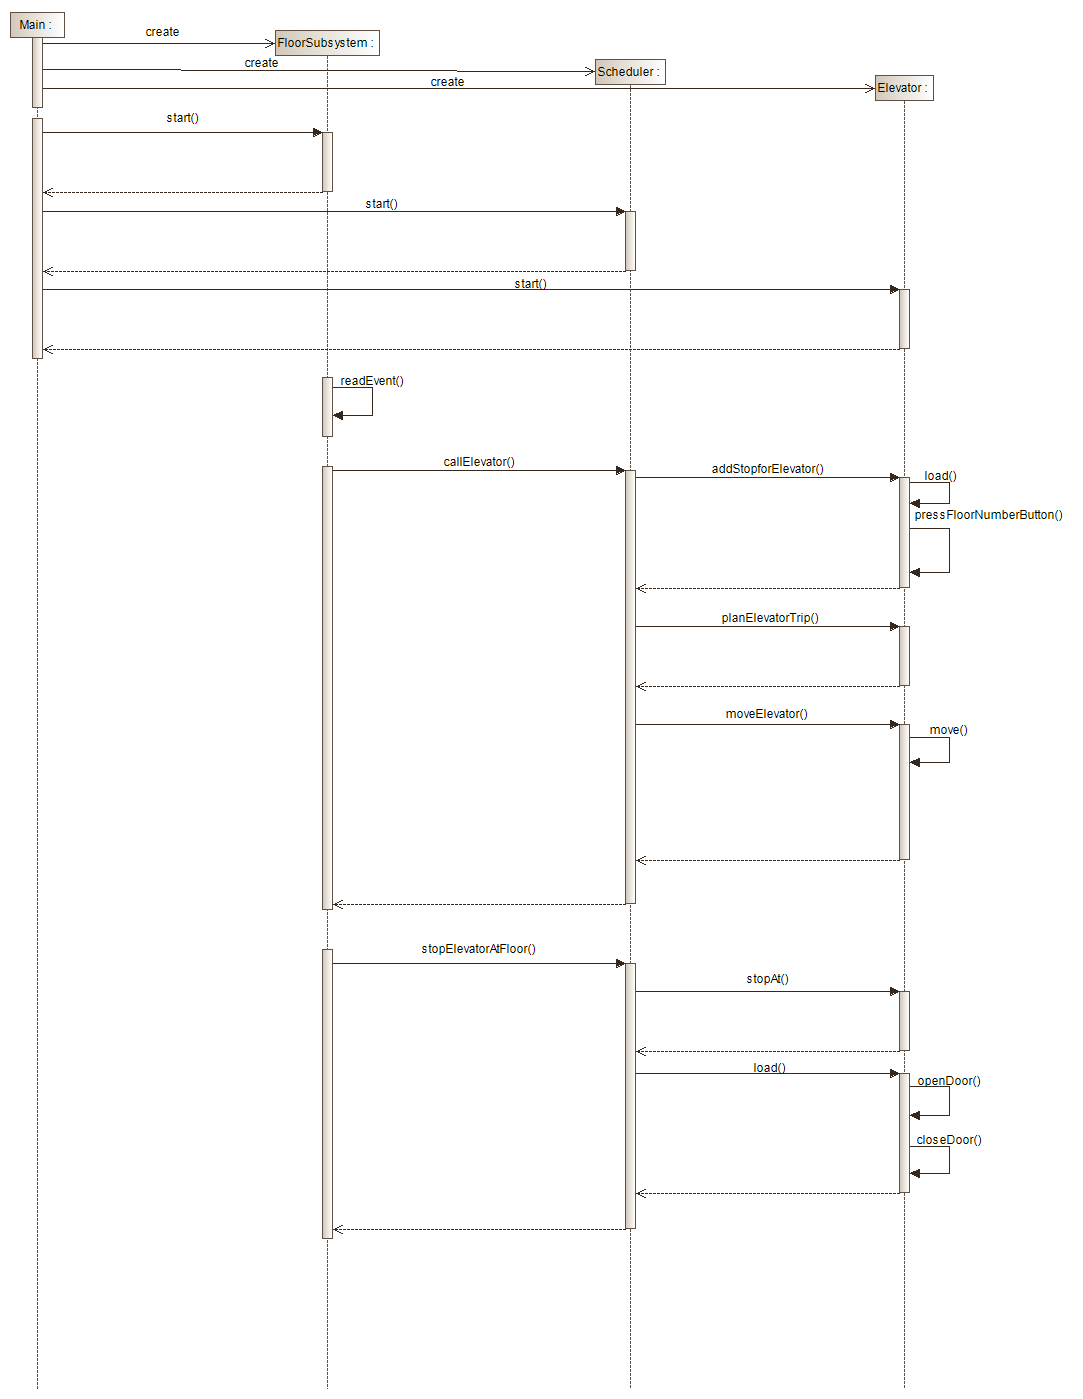 Main :
create
FloorSubsystem :
create
Scheduler :
create
Elevator :
start()
start()
start()
readEvent()
callElevator()
addStopforElevator()
load()
pressFloorNumberButton()
planElevatorTrip()
moveElevator()
move()
stopElevatorAtFloor()
stopAt()
load()
openDoor()
closeDoor()